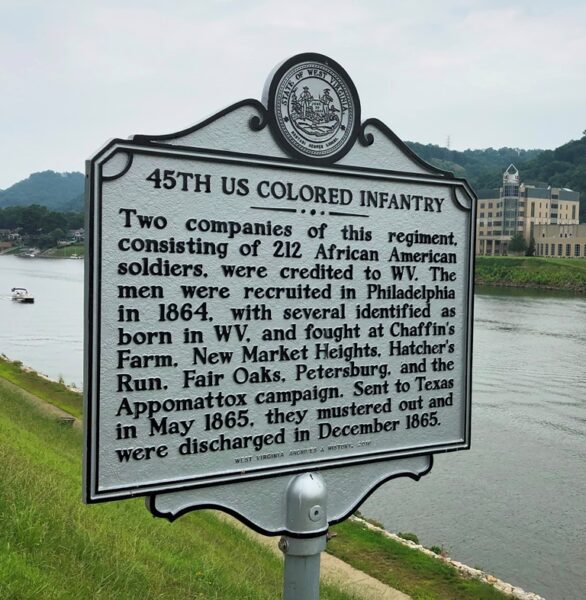 STATE OF WEST VIRGINIA
MONTANI SEMPER LIBERI
45TH US COLORED INFANTRY
Two companies of this regiment,
consisting of 212 African American
soldiers, were credited to WV. The
men were recruited in Philadelphia
in 1864, with several identified as
born in WV, and fought at Chaffin's
Farm, New Market Heights, Hatcher's
Run, Fair Oaks, Petersburg, and the
Appomattox campaign. Sent to Texas
in May 1865, they mustered out and
were discharged in December 1865.
WEST VIRGINIA ARCHIVES & HISTORY,